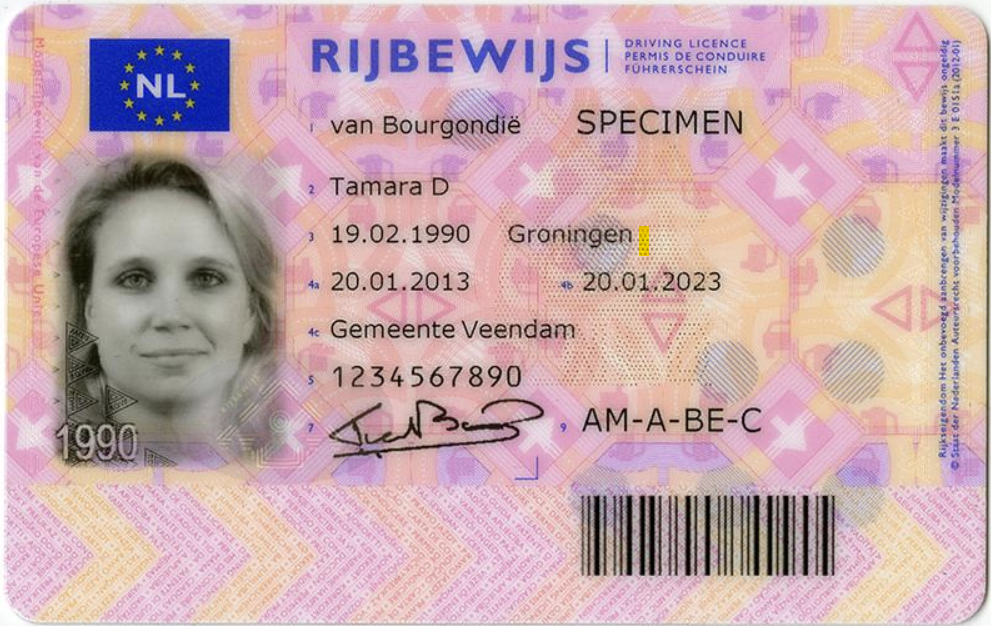 NL
RIJBEWIJS
DRIVING LICENCE
PERMIS DE CONDUIRE
FÜHRERSCHEIN
1 van Bourgondië SPECIMEN
2 Tamara D
3 19.02.1990 Groningen
4a 20.01.2013 4b 20.01.2023
4c Gemeente Veendam
5 1234567890
7 9 AM-A-BE-C
1990
Model rijbewijs van de Europese Unie
Rijkseigendom Het onbevoegd aanbrengen van wijzigingen maakt dit bewijs ongeldig
© Staat der Nederlanden Auteursrecht voorbehouden Modelnummer 3 E 0151a (2012-01)